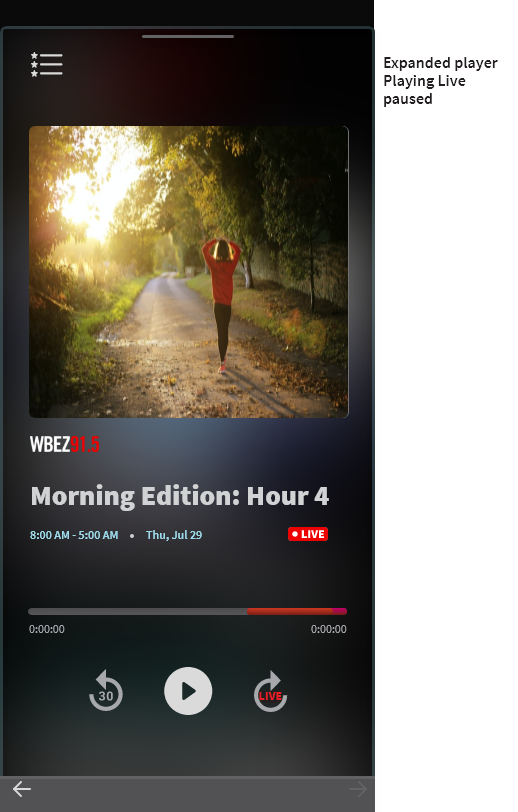 Expanded player
Playing Live
paused
WBEZ91.5
Morning Edition: Hour 4
8:00 AM - 5:00 AM • Thu, Jul 29
LIVE
0:00:00 0:00:00
30 LIVE